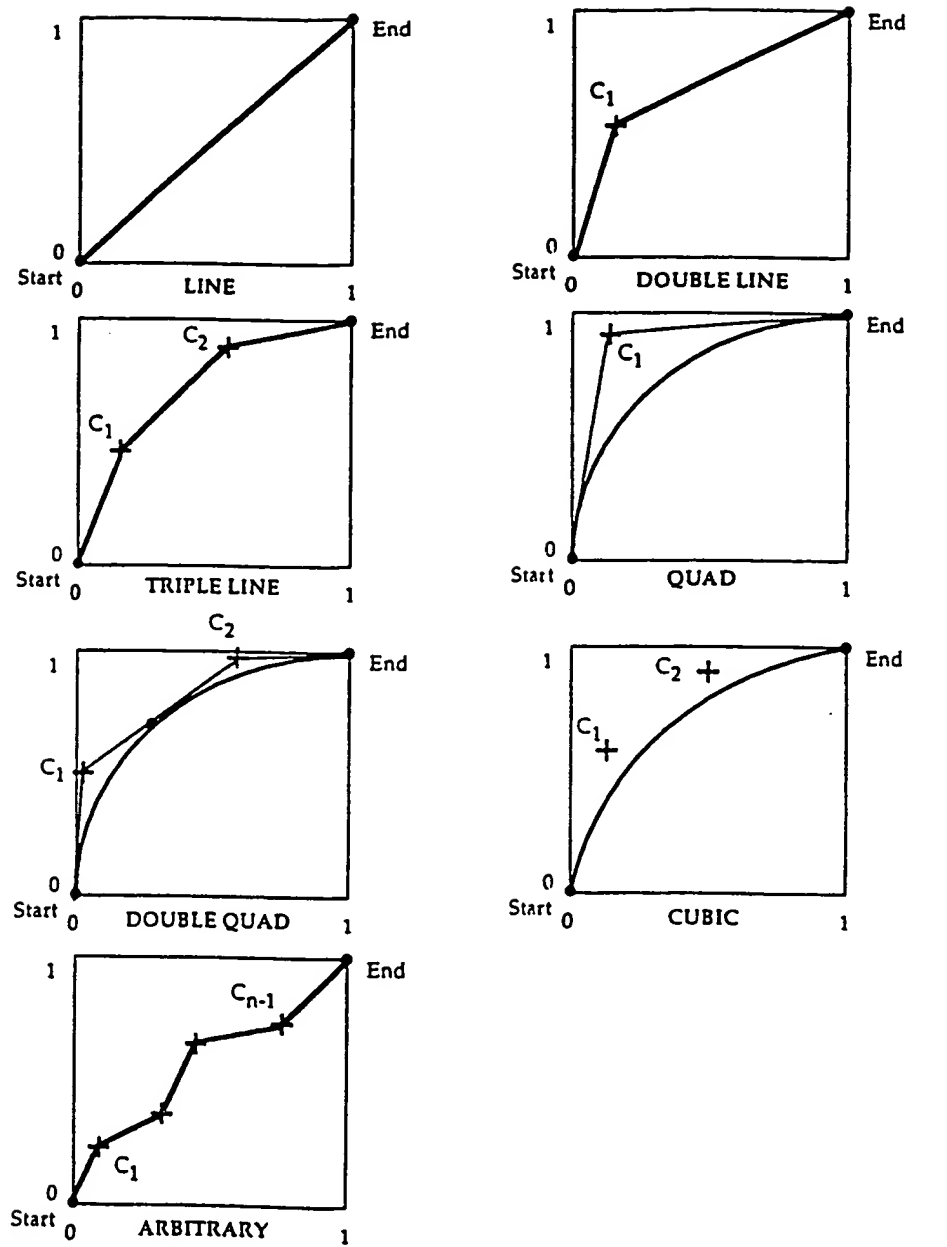 1
End
0
Start
0
LINE
1
1
End
C1
0
Start
0
DOUBLE LINE
1
1
C2
End
C1
0
Start
0
TRIPLE LINE
1
1
End
C1
0
Start
0
QUAD
1
C2
1
End
C1
0
Start
0
DOUBLE QUAD
1
1
C2
End
C1
0
Start
0
CUBIC
1
1
End
Cn-1
C1
0
Start
0
ARBITRARY
1